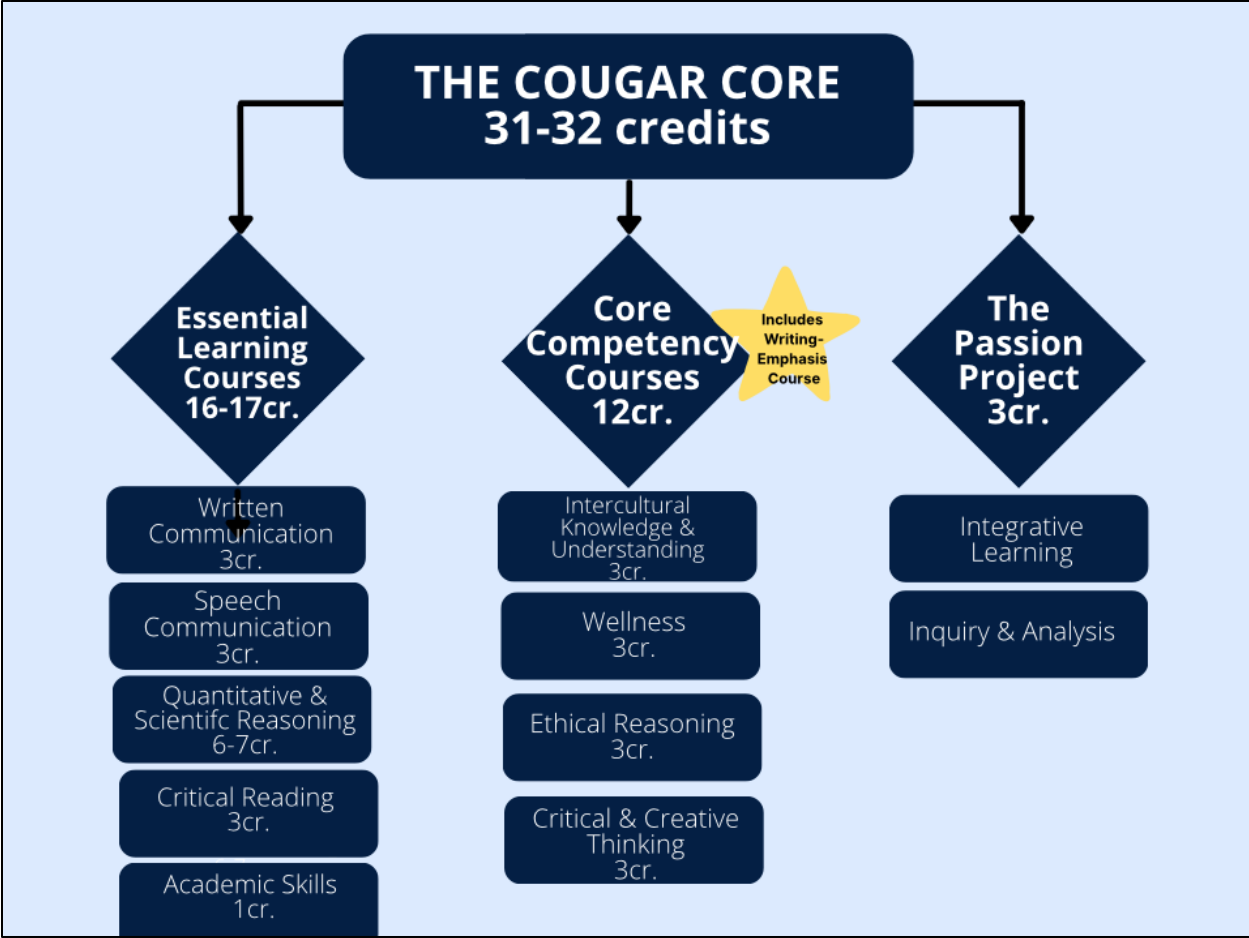 THE COUGAR CORE
31-32 credits
Essential
Learning
Courses
16-17cr.
Written
Communication
3cr.
Speech
Communication
3cr.
Quantitative &
Scientifc Reasoning
6-7cr.
Critical Reading
3cr.
Academic Skills
1cr.
Core
Competency
Courses
12cr.
Includes
Writing-
Emphasis
Course
Intercultural
Knowledge &
Understanding
3cr.
Wellness
3cr.
Ethical Reasoning
3cr.
Critical & Creative
Thinking
3cr.
The
Passion
Project
3cr.
Integrative
Learning
Inquiry & Analysis